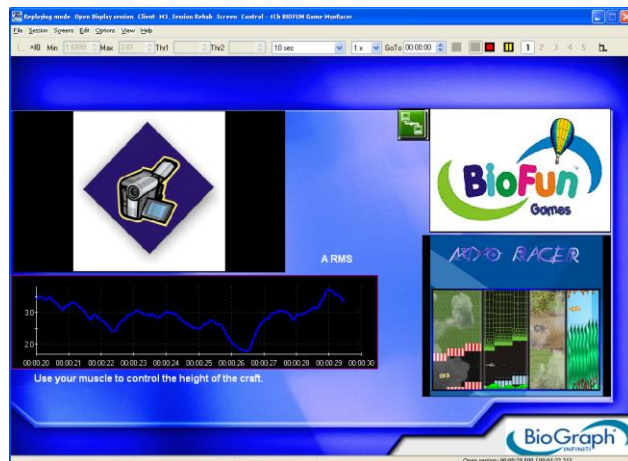 Replaying mode Open Display session. Client: M3, Session Rehab Screen: Control - 1Ch BIOFUN Game MyoRacer
File Session Screens Edit Options View Help
×10 Min Max Thr1 Thr2 10 sec 1 x GoTo 00:00:00 1 2 3 4 5
BioFun
Games
A RMS
MYO RACER
3.0
2.0
00:00:20 00:00:21 00:00:22 00:00:23 00:00:24 00:00:25 00:00:26 00:00:27 00:00:28 00:00:29 00:00:30
Use your muscle to control the height of the craft.
BioGraph
INFINITI